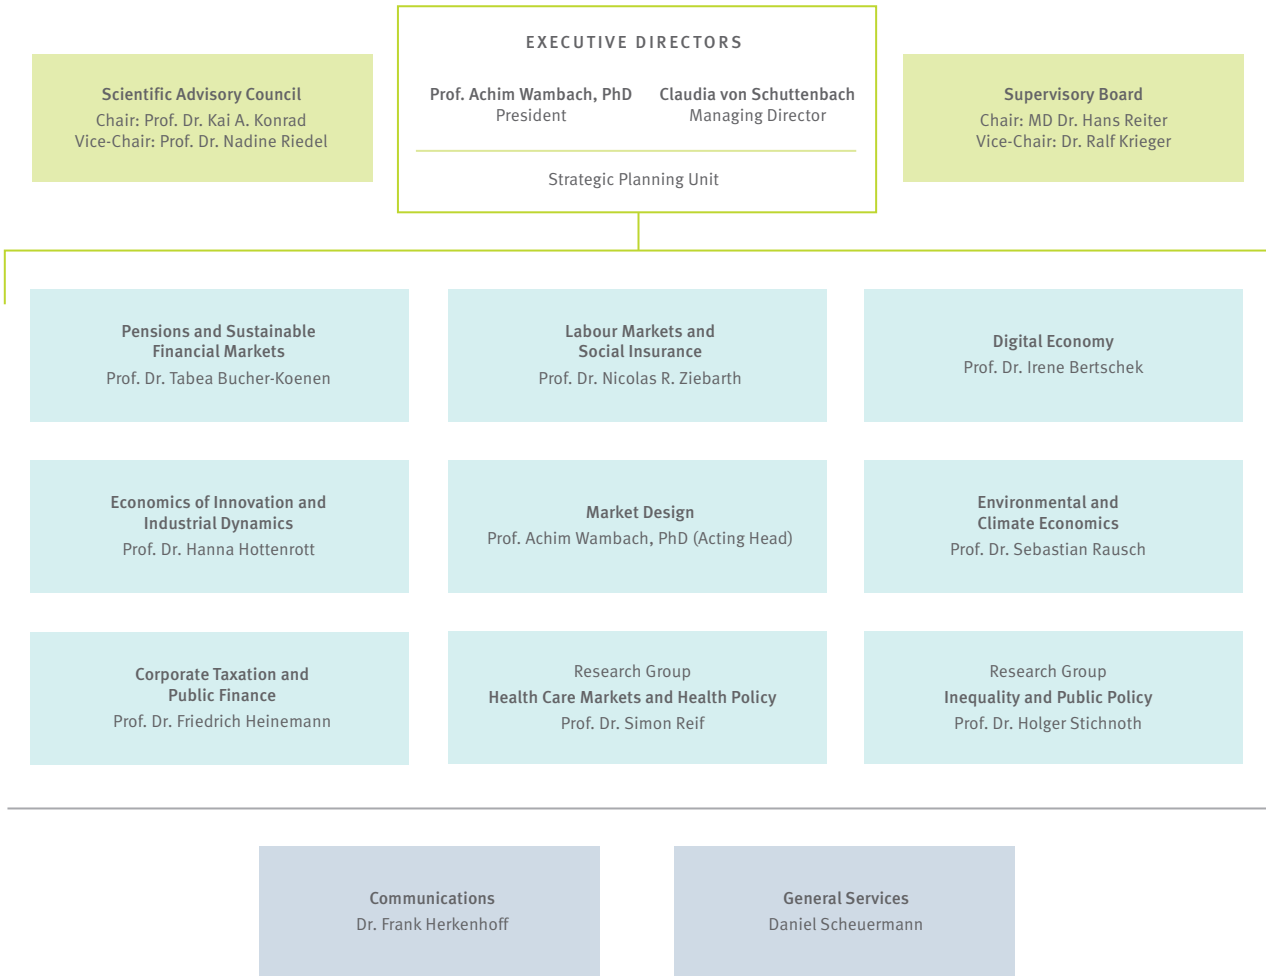 EXECUTIVE DIRECTORS
Prof. Achim Wambach, PhD
President
Claudia von Schuttenbach
Managing Director
Strategic Planning Unit
Scientific Advisory Council
Chair: Prof. Dr. Kai A. Konrad
Vice-Chair: Prof. Dr. Nadine Riedel
Supervisory Board
Chair: MD Dr. Hans Reiter
Vice-Chair: Dr. Ralf Krieger
Pensions and Sustainable
Financial Markets
Prof. Dr. Tabea Bucher-Koenen
Labour Markets and
Social Insurance
Prof. Dr. Nicolas R. Ziebarth
Digital Economy
Prof. Dr. Irene Bertschek
Economics of Innovation and
Industrial Dynamics
Prof. Dr. Hanna Hottenrott
Market Design
Prof. Achim Wambach, PhD (Acting Head)
Environmental and
Climate Economics
Prof. Dr. Sebastian Rausch
Corporate Taxation and
Public Finance
Prof. Dr. Friedrich Heinemann
Research Group
Health Care Markets and Health Policy
Prof. Dr. Simon Reif
Research Group
Inequality and Public Policy
Prof. Dr. Holger Stichnoth
Communications
Dr. Frank Herkenhoff
General Services
Daniel Scheuermann